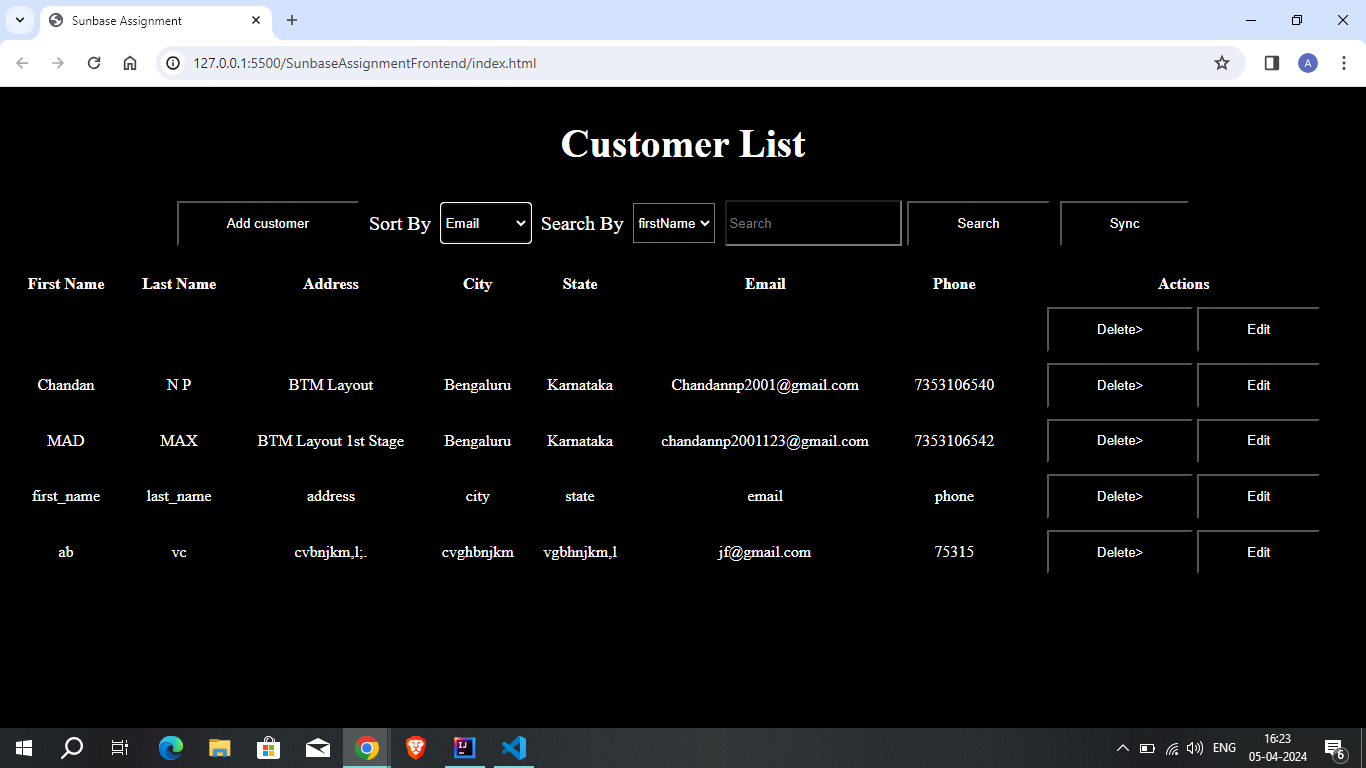 Sunbase Assignment
127.0.0.1:5500/SunbaseAssignmentFrontend/index.html
A
Customer List
Add customer Sort By Email Search By firstName Search Search Sync
First Name Last Name Address City State Email Phone Actions
Delete> Edit
Chandan N P BTM Layout Bengaluru Karnataka Chandannp2001@gmail.com 7353106540 Delete> Edit
MAD MAX BTM Layout 1st Stage Bengaluru Karnataka chandannp2001123@gmail.com 7353106542 Delete> Edit
first_name last_name address city state email phone Delete> Edit
ab vc cvbnjkm,l;. cvghbnjkm vgbhnjkm,l jf@gmail.com 75315 Delete> Edit
IJ
ENG
16:23
05-04-2024
6